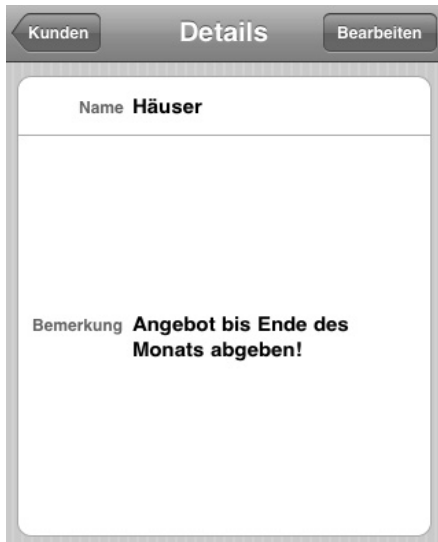 Kunden Details Bearbeiten
Name Häuser
Bemerkung Angebot bis Ende des
Monats abgeben!